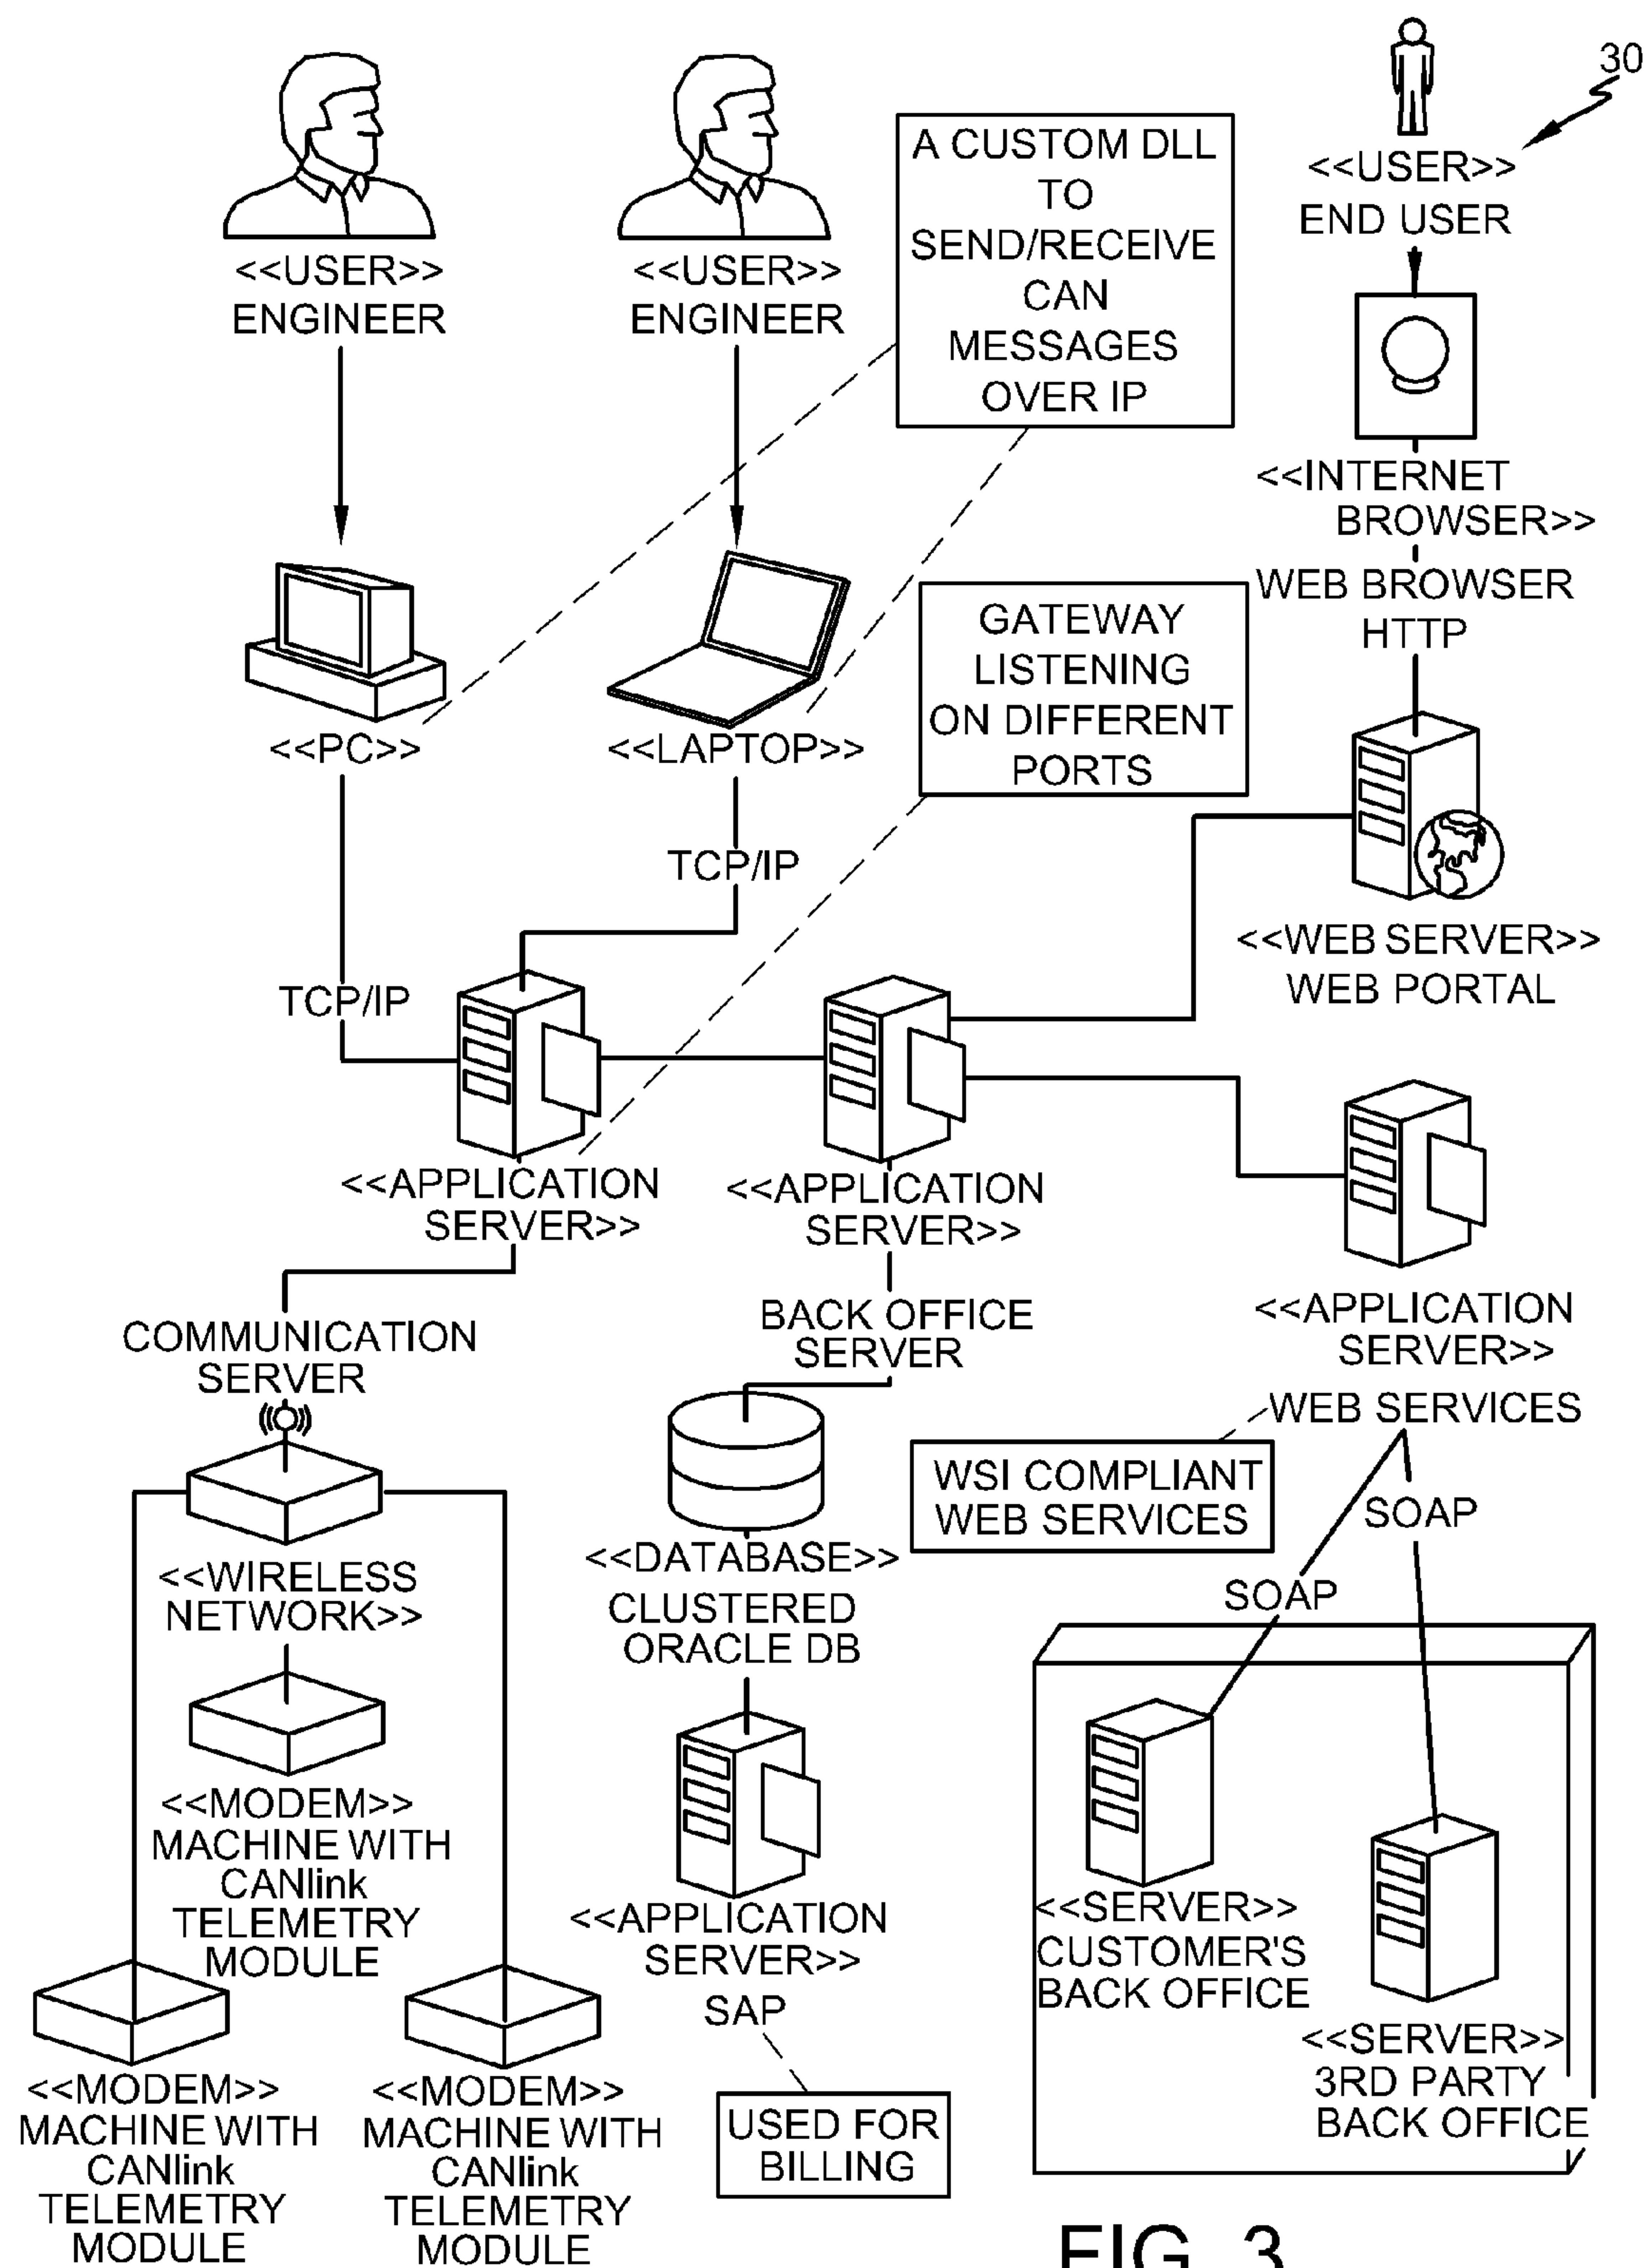 30
<<USER>>
ENGINEER
<<USER>>
ENGINEER
A CUSTOM DLL
TO
SEND/RECEIVE
CAN
MESSAGES
OVER IP
<<USER>>
END USER
<<INTERNET
BROWSER>>
WEB BROWSER
HTTP
<<PC>>
<<LAPTOP>>
GATEWAY
LISTENING
ON DIFFERENT
PORTS
TCP/IP
TCP/IP
<<WEB SERVER>>
WEB PORTAL
<<APPLICATION
SERVER>>
COMMUNICATION
SERVER
<<APPLICATION
SERVER>>
BACK OFFICE
SERVER
<<APPLICATION
SERVER>>
WEB SERVICES
WSI COMPLIANT
WEB SERVICES
SOAP
SOAP
<<WIRELESS
NETWORK>>
<<DATABASE>>
CLUSTERED
ORACLE DB
<<MODEM>>
MACHINE WITH
CANlink
TELEMETRY
MODULE
<<APPLICATION
SERVER>>
SAP
USED FOR
BILLING
<<SERVER>>
CUSTOMER'S
BACK OFFICE
<<SERVER>>
3RD PARTY
BACK OFFICE
<<MODEM>>
MACHINE WITH
CANlink
TELEMETRY
MODULE
<<MODEM>>
MACHINE WITH
CANlink
TELEMETRY
MODULE
FIG. 3